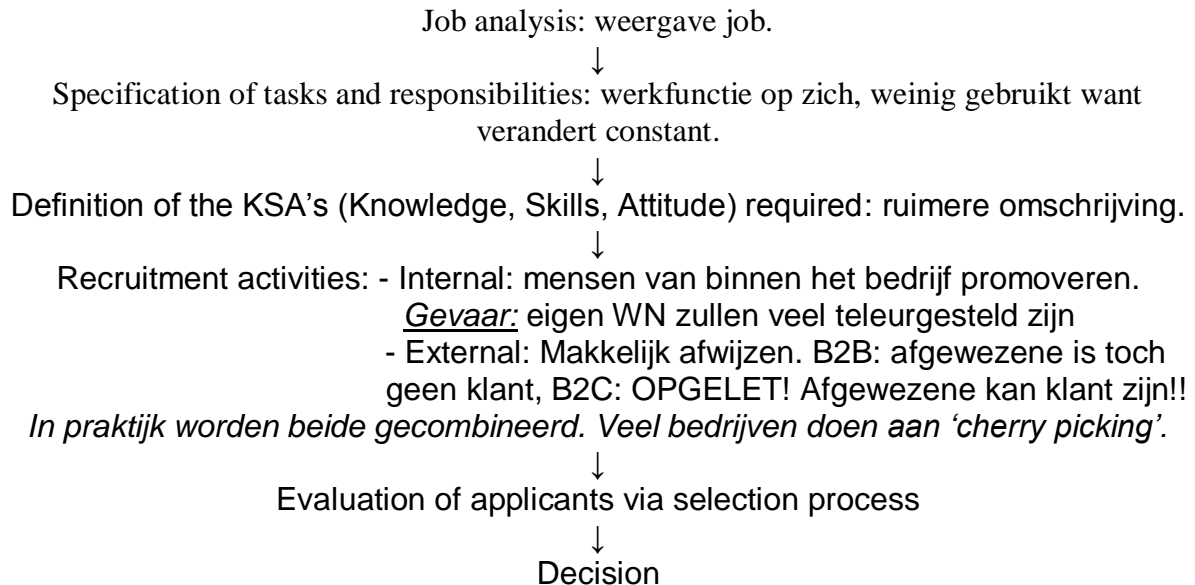 Job analysis: weergave job.
↓
Specification of tasks and responsibilities: werkfunctie op zich, weinig gebruikt want
verandert constant.
↓
Definition of the KSA’s (Knowledge, Skills, Attitude) required: ruimere omschrijving.
↓
Recruitment activities: - Internal: mensen van binnen het bedrijf promoveren.
Gevaar: eigen WN zullen veel teleurgesteld zijn
- External: Makkelijk afwijzen. B2B: afgewezene is toch
geen klant, B2C: OPGELET! Afgewezene kan klant zijn!!
In praktijk worden beide gecombineerd. Veel bedrijven doen aan ‘cherry picking’.
↓
Evaluation of applicants via selection process
↓
Decision